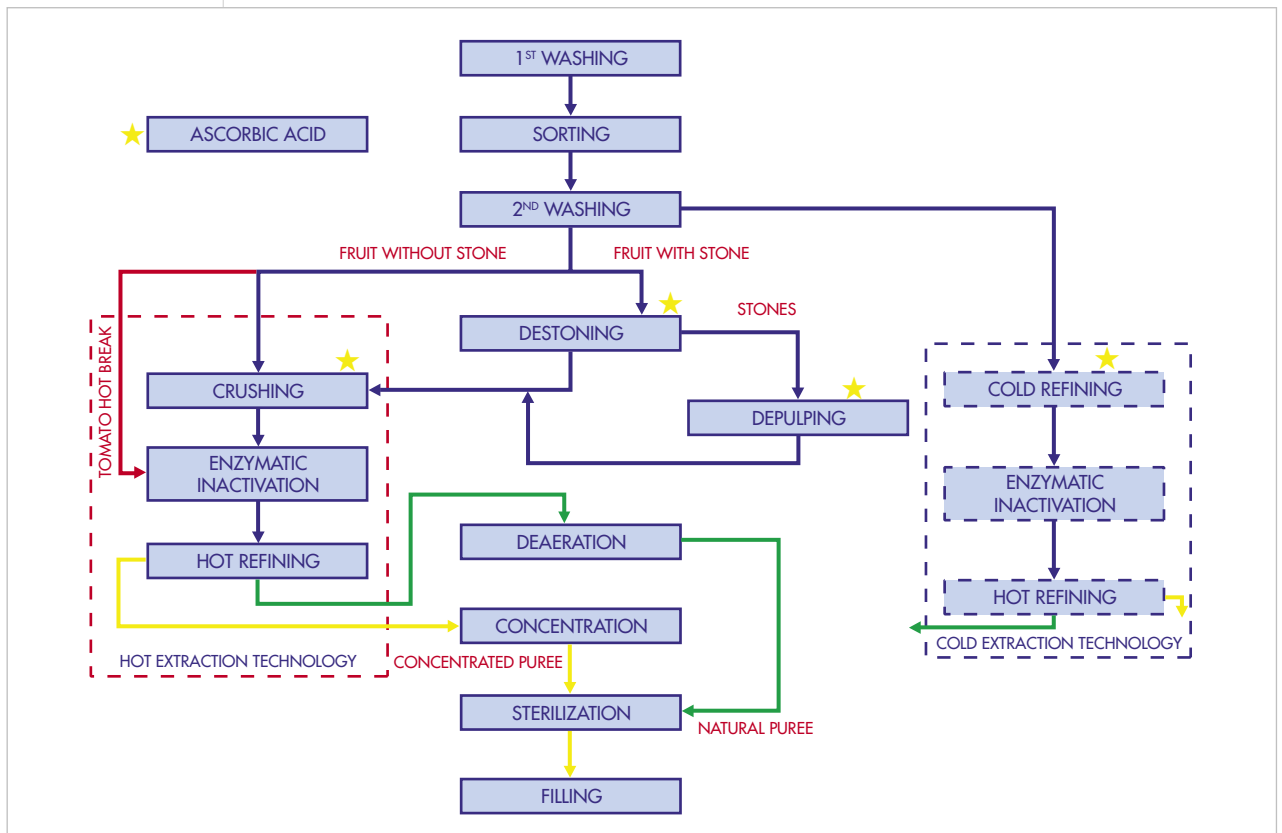 1ST WASHING
ASCORBIC ACID
SORTING
2ND WASHING
FRUIT WITHOUT STONE
FRUIT WITH STONE
STONES
DESTONING
TOMATO HOT BREAK
CRUSHING
COLD REFINING
DEPULPING
ENZYMATIC
INACTIVATION
ENZYMATIC
INACTIVATION
DEAERATION
HOT REFINING
HOT REFINING
CONCENTRATION
COLD EXTRACTION TECHNOLOGY
HOT EXTRACTION TECHNOLOGY
CONCENTRATED PUREE
STERILIZATION
NATURAL PUREE
FILLING